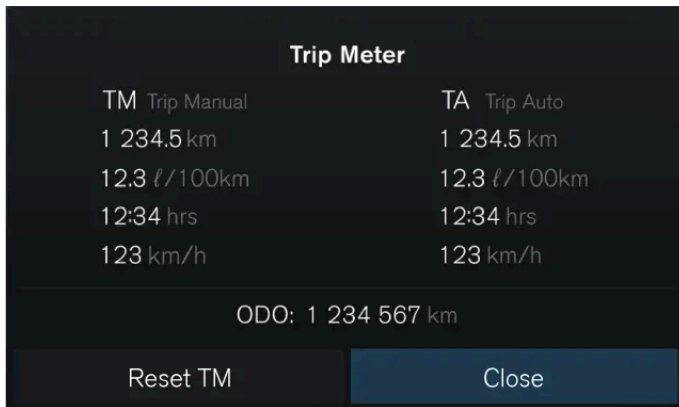 Trip Meter
TM Trip Manual
1 234.5 km
12.3 ℓ/100km
12:34 hrs
123 km/h
TA Trip Auto
1 234.5 km
12.3 ℓ/100km
12:34 hrs
123 km/h
ODO: 1 234 567 km
Reset TM
Close